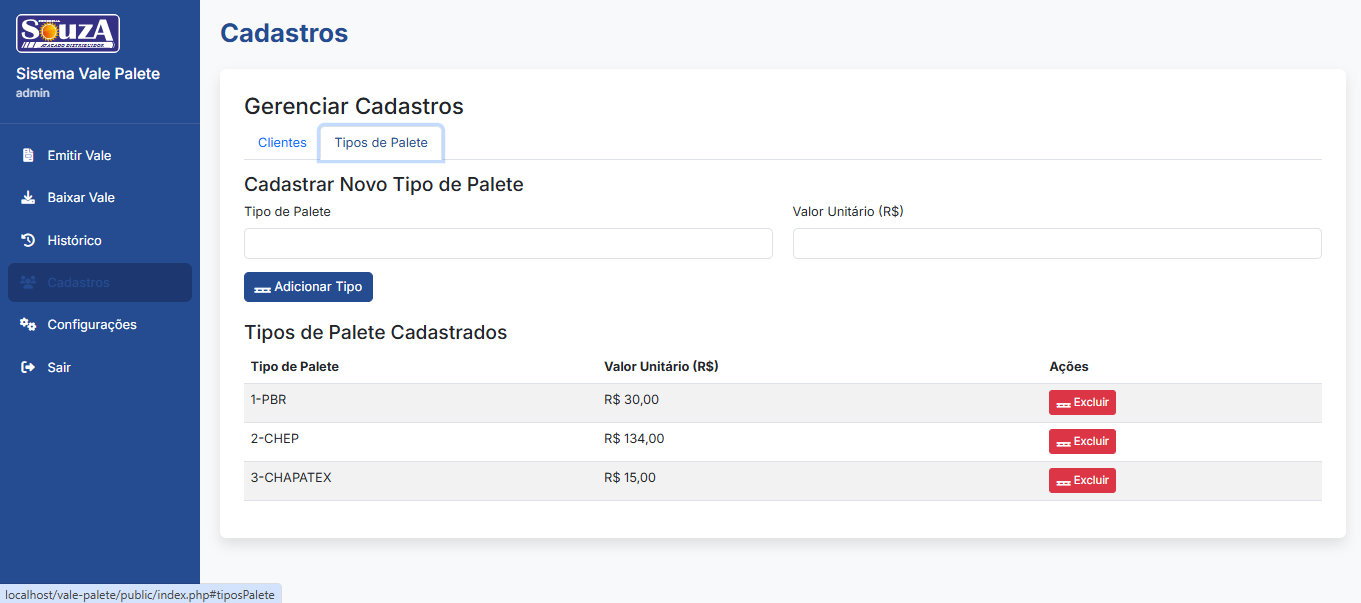 SouzA
ATACADO DISTRIBUIDOR
Sistema Vale Palete
admin
Emitir Vale
Baixar Vale
Histórico
Cadastros
Configurações
Sair
Cadastros
Gerenciar Cadastros
Clientes Tipos de Palete
Cadastrar Novo Tipo de Palete
Tipo de Palete Valor Unitário (R$)
Adicionar Tipo
Tipos de Palete Cadastrados
Tipo de Palete Valor Unitário (R$) Ações
1-PBR R$ 30,00 Excluir
2-CHEP R$ 134,00 Excluir
3-CHAPATEX R$ 15,00 Excluir
localhost/vale-palete/public/index.php#tiposPalete